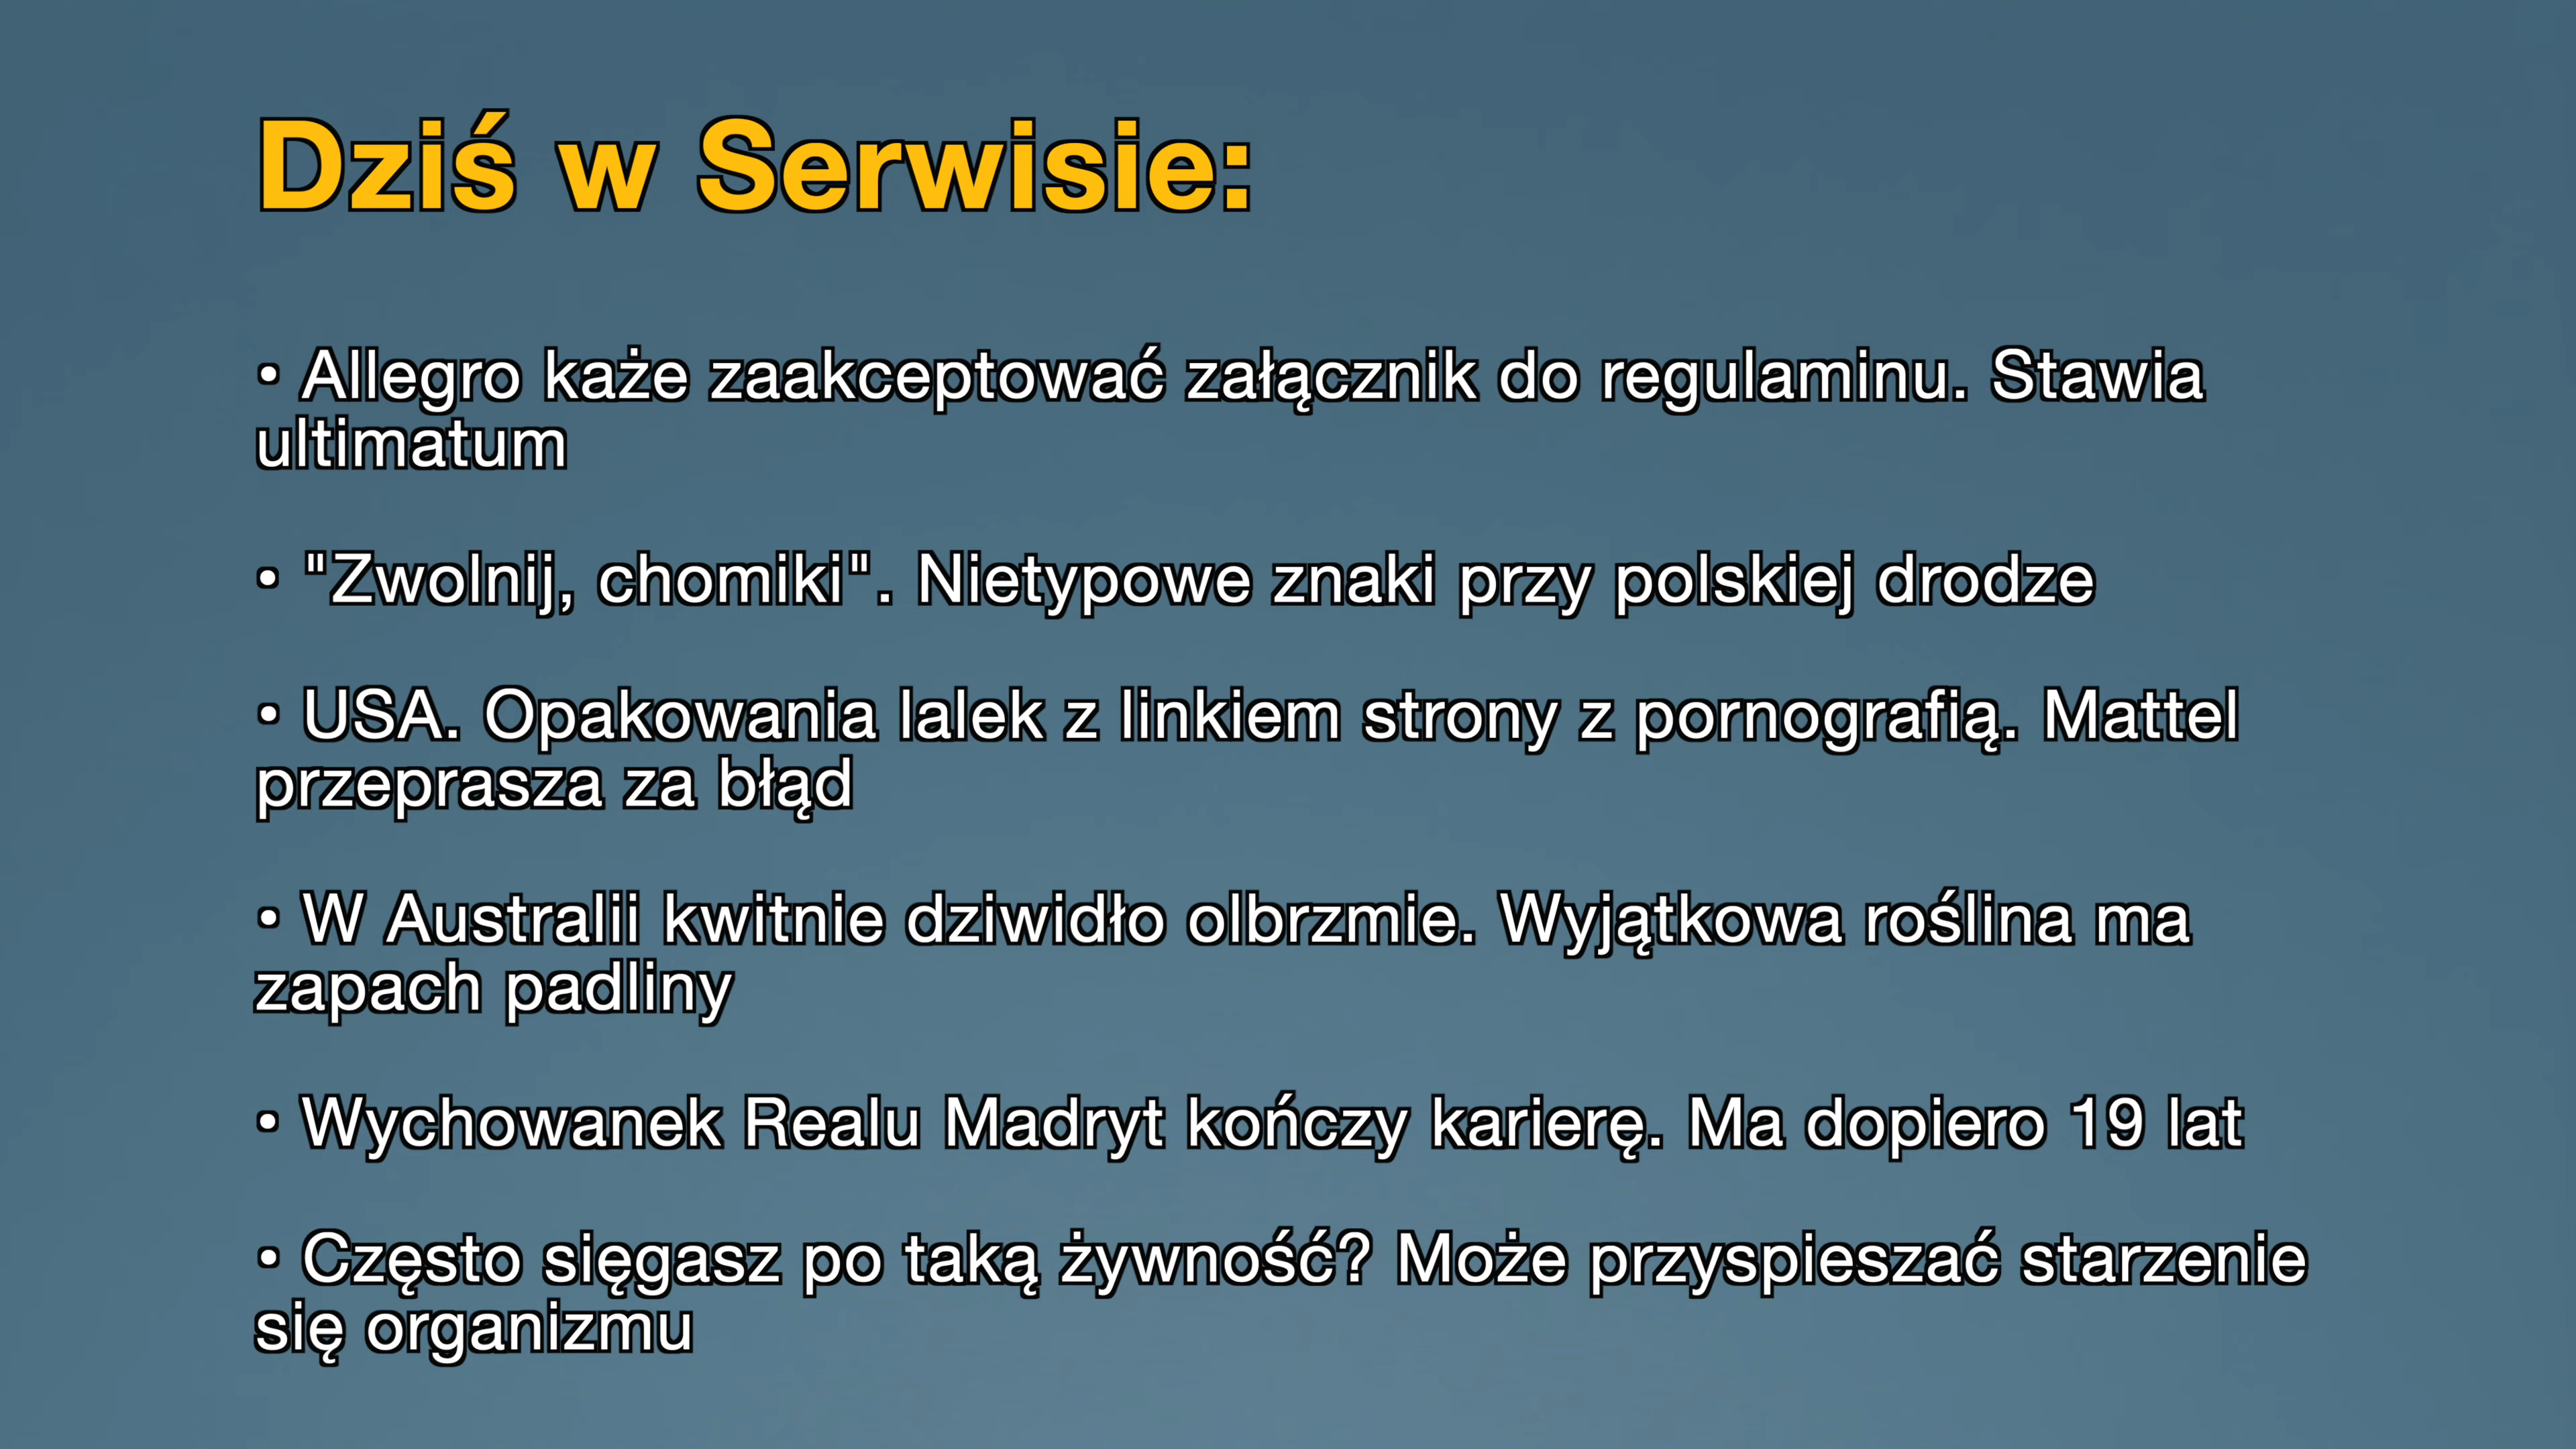 Dziś w Serwisie:
• Allegro każe zaakceptować załącznik do regulaminu. Stawia
ultimatum
• "Zwolnij, chomiki". Nietypowe znaki przy polskiej drodze
• USA. Opakowania lalek z linkiem strony z pornografią. Mattel
przeprasza za błąd
• W Australii kwitnie dziwidło olbrzmie. Wyjątkowa roślina ma
zapach padliny
• Wychowanek Realu Madryt kończy karierę. Ma dopiero 19 lat
• Często sięgasz po taką żywność? Może przyspieszać starzenie
się organizmu